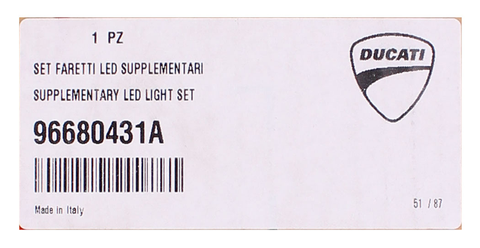 1 PZ
DUCATI
SET FARETTI LED SUPPLEMENTARI
SUPPLEMENTARY LED LIGHT SET
96680431A
Made in Italy
51 / 87